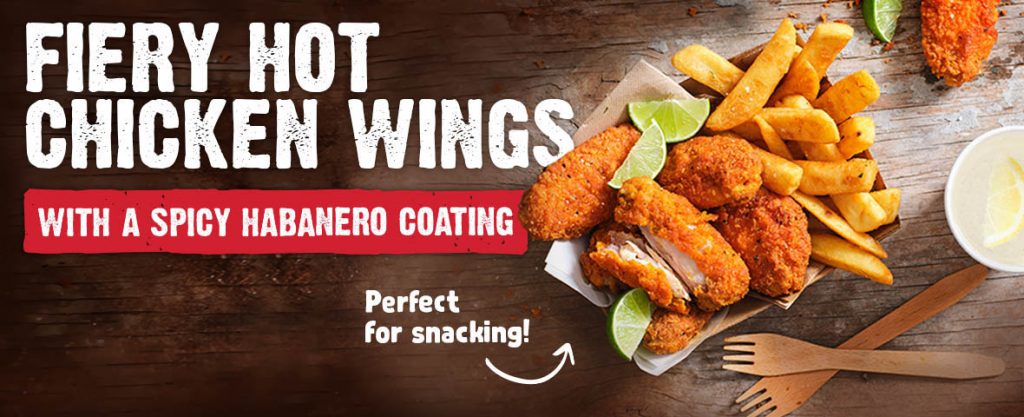 FIERY HOT
CHICKEN WINGS
WITH A SPICY HABANERO COATING
Perfect
for snacking!